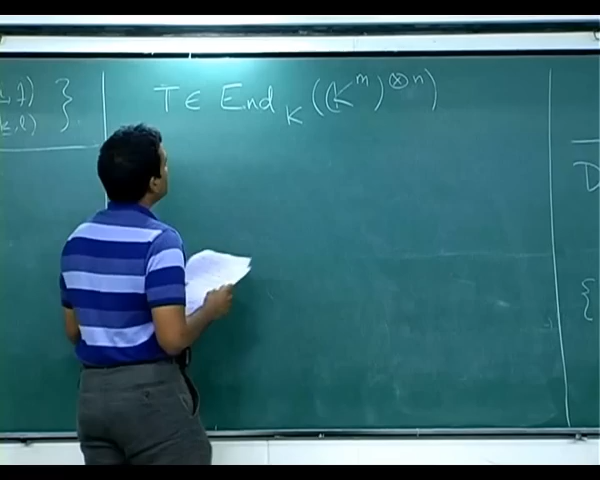 , f) }
k, l)
T ∈ End_K ((K^m)^{⊗n})
D
{